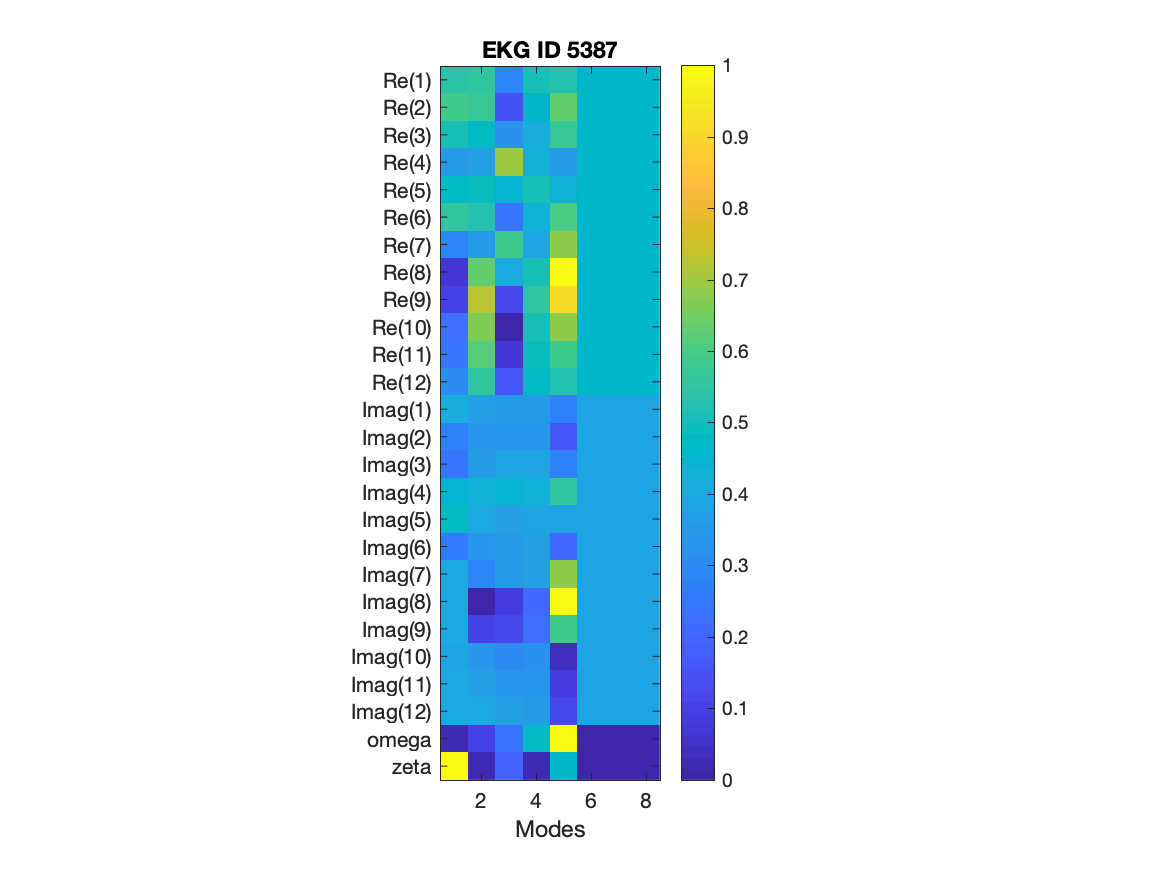 EKG ID 5387
Re(1)
Re(2)
Re(3)
Re(4)
Re(5)
Re(6)
Re(7)
Re(8)
Re(9)
Re(10)
Re(11)
Re(12)
Imag(1)
Imag(2)
Imag(3)
Imag(4)
Imag(5)
Imag(6)
Imag(7)
Imag(8)
Imag(9)
Imag(10)
Imag(11)
Imag(12)
omega
zeta
2 4 6 8
Modes
1
0.9
0.8
0.7
0.6
0.5
0.4
0.3
0.2
0.1
0